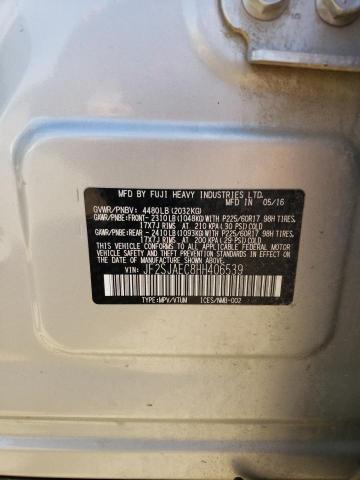 MFD BY FUJI HEAVY INDUSTRIES LTD.
IN 05/16
GVWR/PNBV: 4480LB(2032KG)
GAWR/PNBE:FRONT- 2310LB(1048KG) WITH P225/60R17 98H TIRES,
17X7J RIMS AT 210 KPA(30 PSI) COLD
GAWR/PNBE:REAR - 2410LB(1093KG) WITH P225/60R17 98H TIRES,
17X7J RIMS AT 200 KPA(29 PSI) COLD
THIS VEHICLE CONFORMS TO ALL APPLICABLE FEDERAL MOTOR
VEHICLE SAFETY, BUMPER, AND THEFT PREVENTION STANDARDS
IN EFFECT ON THE DATE OF MANUFACTURE SHOWN ABOVE.
VIN: JF2SJAEC8HH406539
TYPE:MPV/VTUM ICES/NMB-002